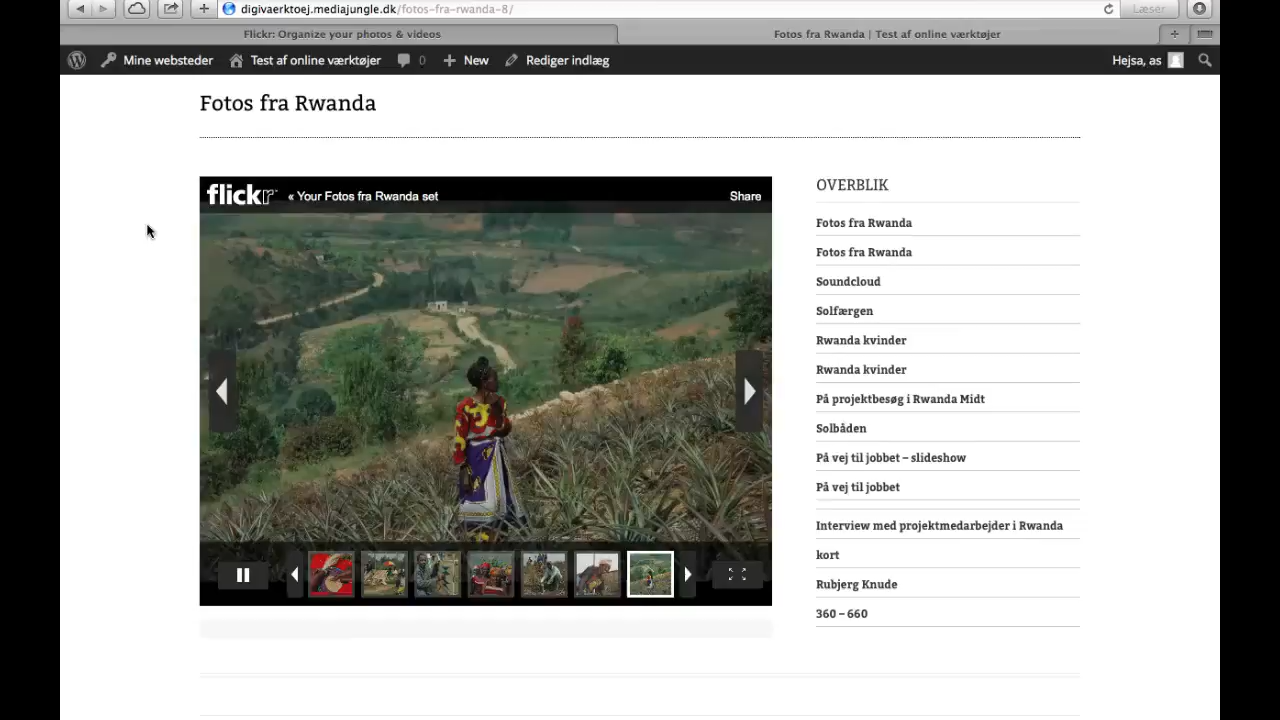 digivaerktoej.mediajungle.dk/fotos-fra-rwanda-8/
Læser
Flickr: Organize your photos & videos
Fotos fra Rwanda | Test af online værktøjer
Mine websteder
Test af online værktøjer
0
New
Rediger indlæg
Hejsa, as
Fotos fra Rwanda
flickr
« Your Fotos fra Rwanda set
Share
OVERBLIK
Fotos fra Rwanda
Fotos fra Rwanda
Soundcloud
Solfærgen
Rwanda kvinder
Rwanda kvinder
På projektbesøg i Rwanda Midt
Solbåden
På vej til jobbet – slideshow
På vej til jobbet
Interview med projektmedarbejder i Rwanda
kort
Rubjerg Knude
360 – 660